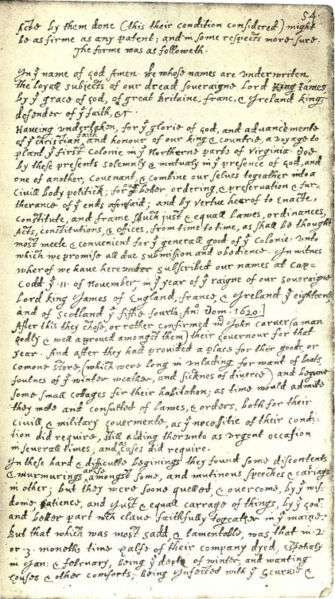 54.
acte by them done (this their condition considered) might
be as firme as any patent; and in some respects more sure.
The forme was as followeth.
In yᵉ name of god Amen. We whose names are underwriten,
the loyall subjects of our dread soveraigne Lord King James
by yᵉ grace of god, of great britaine, franc, & Ireland king,
defender of yᵉ faith, &c.
Haveing undertaken, for yᵉ glorie of god, and advancemente
of yᵉ christian faith and honour of our king & countrie, a voyage to
plant yᵉ first colonie in yᵉ Northerne parts of Virginia. Doe
by these presents solemnly & mutualy in yᵉ presence of god, and
one of another, covenant, & combine our selves togeather into a
Civill body politick; for our better ordering, & preservation & fur-
therance of yᵉ ends aforesaid; and by vertue hearof to enacte,
constitute, and frame such just & equall lawes, ordinances,
Acts, constitutions, & offices, from time to time, as shall be thought
most meete & convenient for yᵉ generall good of yᵉ colonie: unto
which we promise all due submission and obedience. In witnes
wherof we have hereunder subscribed our names at Cap-
Codd yᵉ .11. of November, in yᵉ year of yᵉ raigne of our soveraigne
Lord king James of England, france, & Ireland yᵉ eighteenth
and of Scotland yᵉ fiftie fourth. Ano: Dom. 1620.]
After this they chose, or rather confirmed mʳ John carver (a man
godly & well approved amongst them) their governour for that
year. And after they had provided a place for their goods, or
comone store, (which were long in unlading for want of boats,
foulnes of yᵉ winter weather, and sicknes of diverce) and begune
some small cottages for their habitation; as time would admitte
they mette and consulted of lawes, & orders, both for their
civill, & military governmente, as yᵉ necessitie of their condi-
tion did require, still adding therunto as urgent occasion
in severall times, and as cases did require.
In these hard & difficulte beginings they found some discontents
& murmurings amongst some, and mutinous speeches & cariage
in other; but they were soone quelled, & overcome, by yᵉ wis-
dome, patience, and just & equall carrage of things, by yᵉ Govʳ
and better part wᶜʰ clave faithfully togeather in yᵉ maine.
But that which was most sadd, & lamentable, was, that in 2.
or 3. moneths time halfe of their company dyed, espetialy
in Jan: & february, being yᵉ depth of winter, and wanting
houses & other comforts; being infected with yᵉ scurvie &